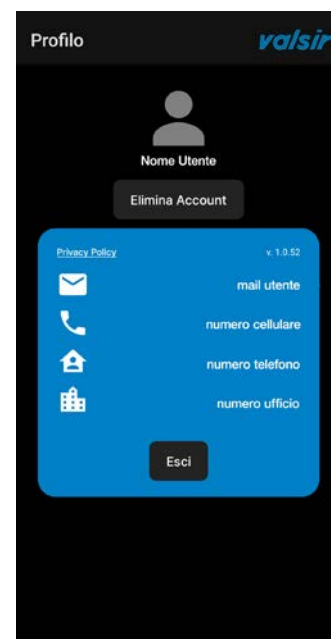 Profilo
valsir
Nome Utente
Elimina Account
Privacy Policy
v. 1.0.52
mail utente
numero cellulare
numero telefono
numero ufficio
Esci